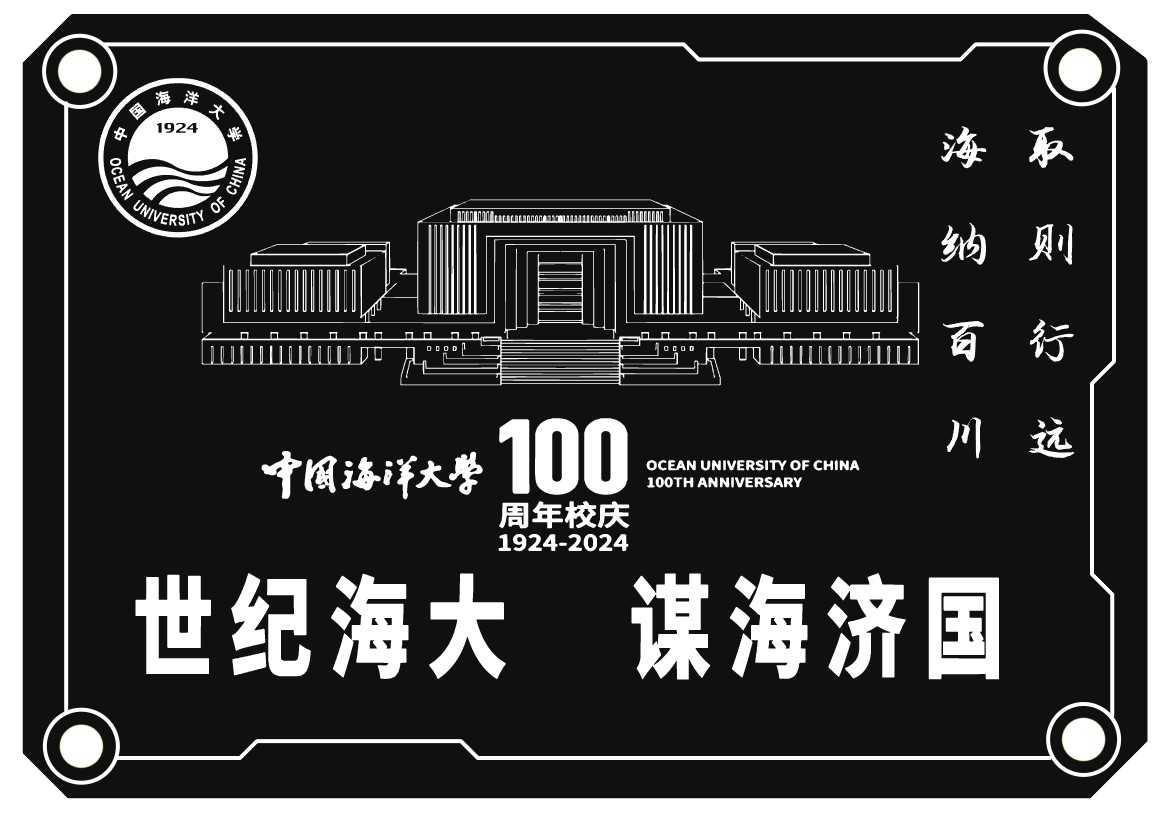 中国海洋大学
1924
OCEAN UNIVERSITY OF CHINA
海纳百川
取则行远
中国海洋大學
100
周年校庆
1924-2024
OCEAN UNIVERSITY OF CHINA
100TH ANNIVERSARY
世纪海大 谋海济国